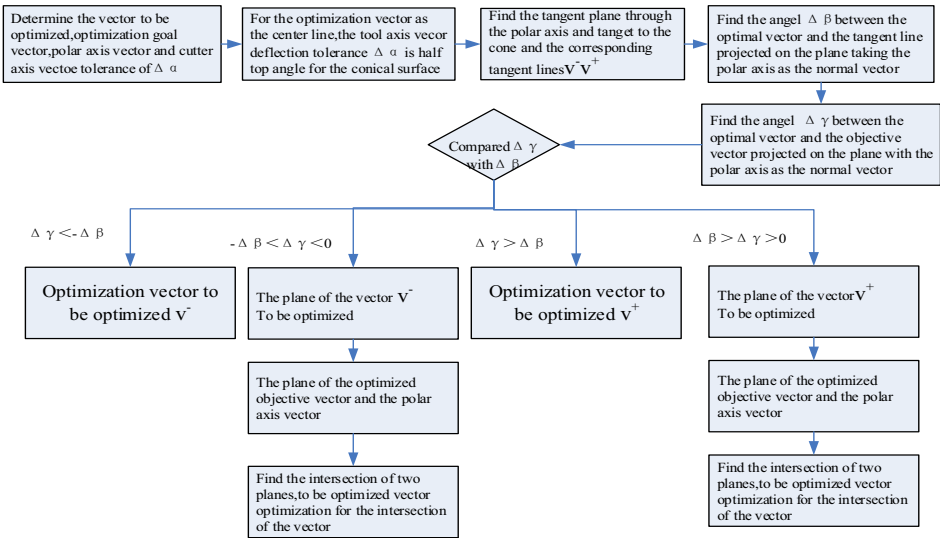 Determine the vector to be
optimized,optimization goal
vector,polar axis vector and cutter
axis vectoe tolerance of Δ α
For the optimization vector as
the center line,the tool axis vecor
deflection tolerance Δ α is half
top angle for the conical surface
Find the tangent plane through
the polar axis and tanget to the
cone and the corresponding
tangent linesV⁻V⁺
Find the angel Δ β between the
optimal vector and the tangent line
projected on the plane taking the
polar axis as the normal vector
Find the angel Δ γ between the
optimal vector and the objective
vector projected on the plane with the
polar axis as the normal vector
Compared Δ γ
with Δ β
Δ γ <-Δ β
-Δ β < Δ γ <0
Δ γ > Δ β
Δ β > Δ γ >0
Optimization vector to
be optimized V⁻
The plane of the vector V⁻
To be optimized
Optimization vector to
be optimized V⁺
The plane of the vectorV⁺
To be optimized
The plane of the optimized
objective vector and the polar
axis vector
The plane of the optimized
objective vector and the polar
axis vector
Find the intersection of two
planes,to be optimized vector
optimization for the intersection
of the vector
Find the intersection of two
planes,to be optimized vector
optimization for the intersection
of the vector